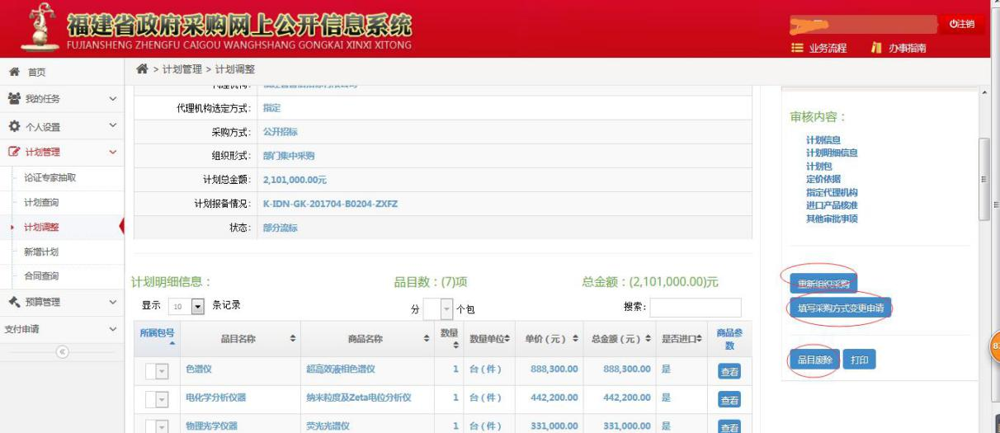 福建省政府采购网上公开信息系统
FUJIANSHENG ZHENGFU CAIGOU WANGHSHANG GONGKAI XINXI XITONG
注销
业务流程 办事指南
首页
我的任务
个人设置
计划管理
论证专家抽取
计划查询
计划调整
新增计划
合同查询
预算管理
支付申请
> 计划管理 > 计划调整
代理机构选定方式: 指定
采购方式: 公开招标
组织形式: 部门集中采购
计划总金额: 2,101,000.00元
计划报备情况: K-IDN-GK-201704-B0204-ZXFZ
状态: 部分流标
计划明细信息: 品目数:(7)项 总金额:(2,101,000.00)元
显示 10 条记录 分 个包 搜索:
所属包号 品目名称 商品名称 数量 数量单位 单价(元) 总金额(元) 是否进口 商品参数
色谱仪 超高效液相色谱仪 1 台(件) 888,300.00 888,300.00 是 查看
电化学分析仪器 纳米粒度及Zeta电位分析仪 1 台(件) 442,200.00 442,200.00 是 查看
物理光学仪器 荧光光谱仪 1 台(件) 331,000.00 331,000.00 是 查看
审核内容:
计划信息
计划明细信息
计划包
定价依据
指定代理机构
进口产品核准
其他审批事项
重新组织采购
填写采购方式变更申请
品目废除 打印